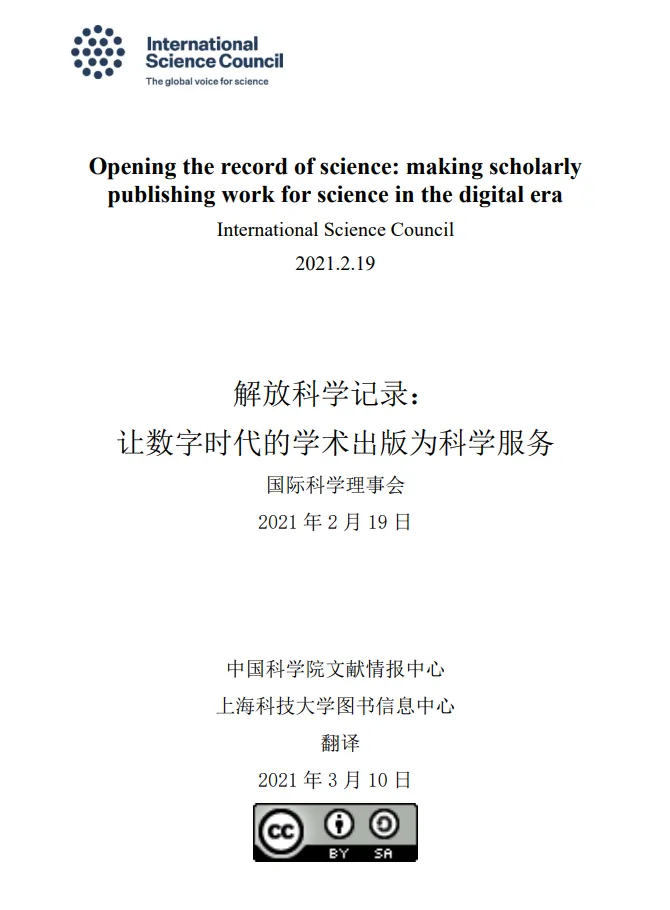 International
Science Council
The global voice for science
Opening the record of science: making scholarly
publishing work for science in the digital era
International Science Council
2021.2.19
解放科学记录：
让数字时代的学术出版为科学服务
国际科学理事会
2021 年 2 月 19 日
中国科学院文献情报中心
上海科技大学图书信息中心
翻译
2021 年 3 月 10 日
cc
BY SA